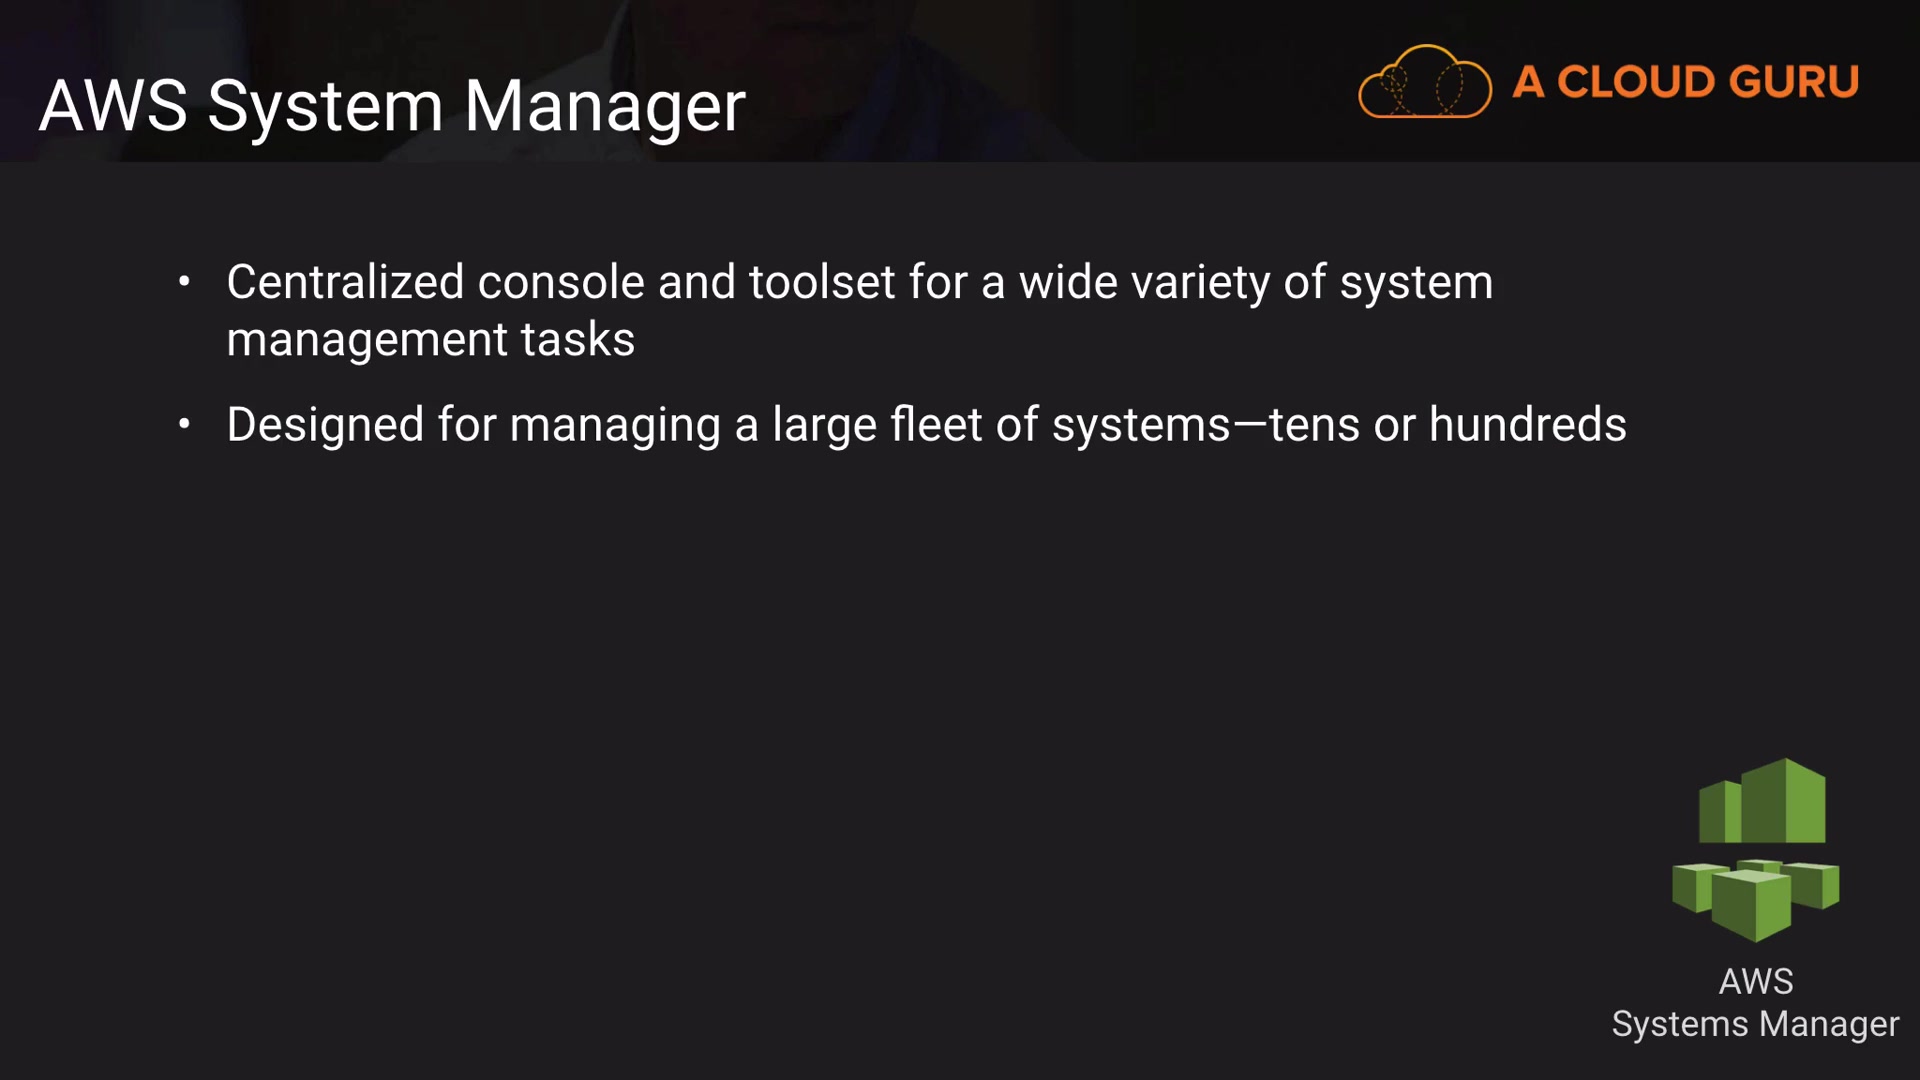 AWS System Manager
A CLOUD GURU
• Centralized console and toolset for a wide variety of system
management tasks
• Designed for managing a large fleet of systems—tens or hundreds
AWS
Systems Manager